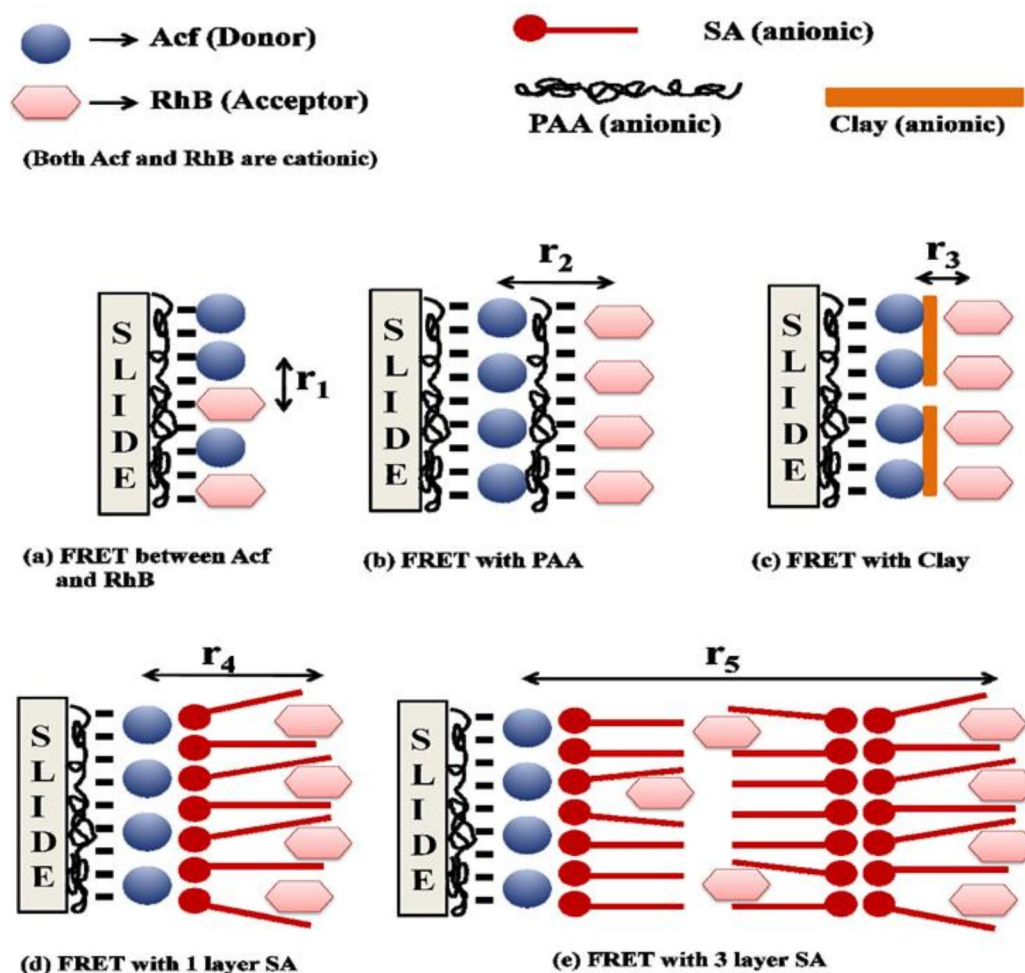 Acf (Donor)
RhB (Acceptor)
(Both Acf and RhB are cationic)
SA (anionic)
PAA (anionic)
Clay (anionic)
SLIDE
r1
(a) FRET between Acf
and RhB
SLIDE
r2
(b) FRET with PAA
SLIDE
r3
(c) FRET with Clay
SLIDE
r4
(d) FRET with 1 layer SA
SLIDE
r5
(e) FRET with 3 layer SA